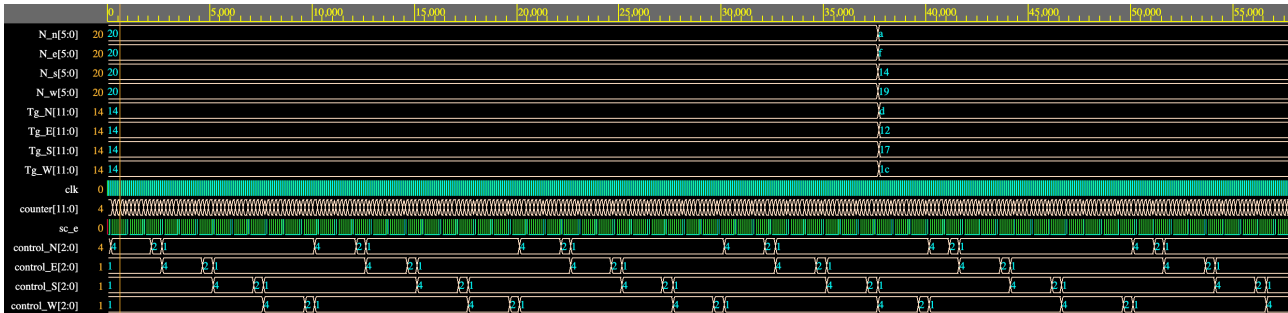 0 5,000 10,000 15,000 20,000 25,000 30,000 35,000 40,000 45,000 50,000 55,000
N_n[5:0] 20 20 a
N_e[5:0] 20 20 f
N_s[5:0] 20 20 14
N_w[5:0] 20 20 19
Tg_N[11:0] 14 14 d
Tg_E[11:0] 14 14 12
Tg_S[11:0] 14 14 17
Tg_W[11:0] 14 14 1c
clk 0
counter[11:0] 4
sc_e 0
control_N[2:0] 4 4 2 1 4 2 1 4 2 1 4 2 1 4 2 1 4 2 1
control_E[2:0] 1 1 4 2 1 4 2 1 4 2 1 4 2 1 4 2 1 4 2 1
control_S[2:0] 1 1 4 2 1 4 2 1 4 2 1 4 2 1 4 2 1 4 2 1
control_W[2:0] 1 1 4 2 1 4 2 1 4 2 1 4 2 1 4 2 1 4